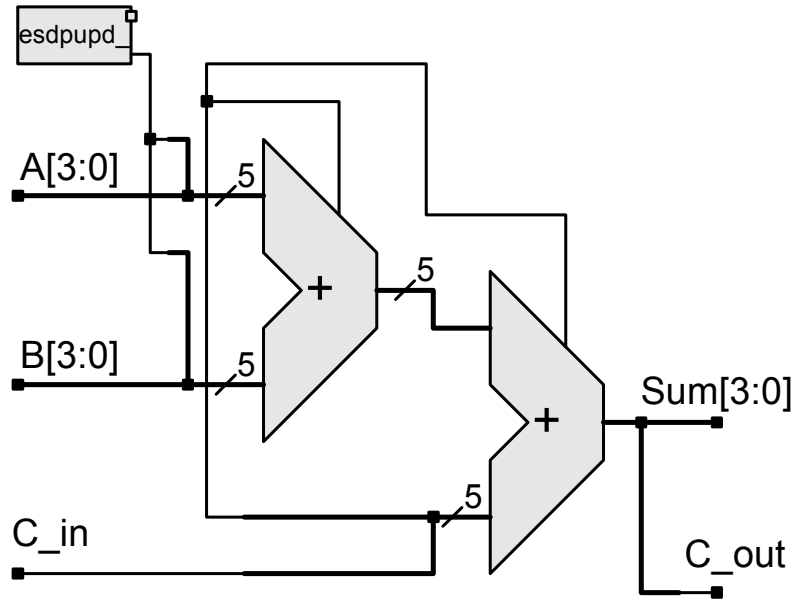 esdpupd_
A[3:0]
5
5
+
B[3:0]
5
Sum[3:0]
+
5
C_in
C_out